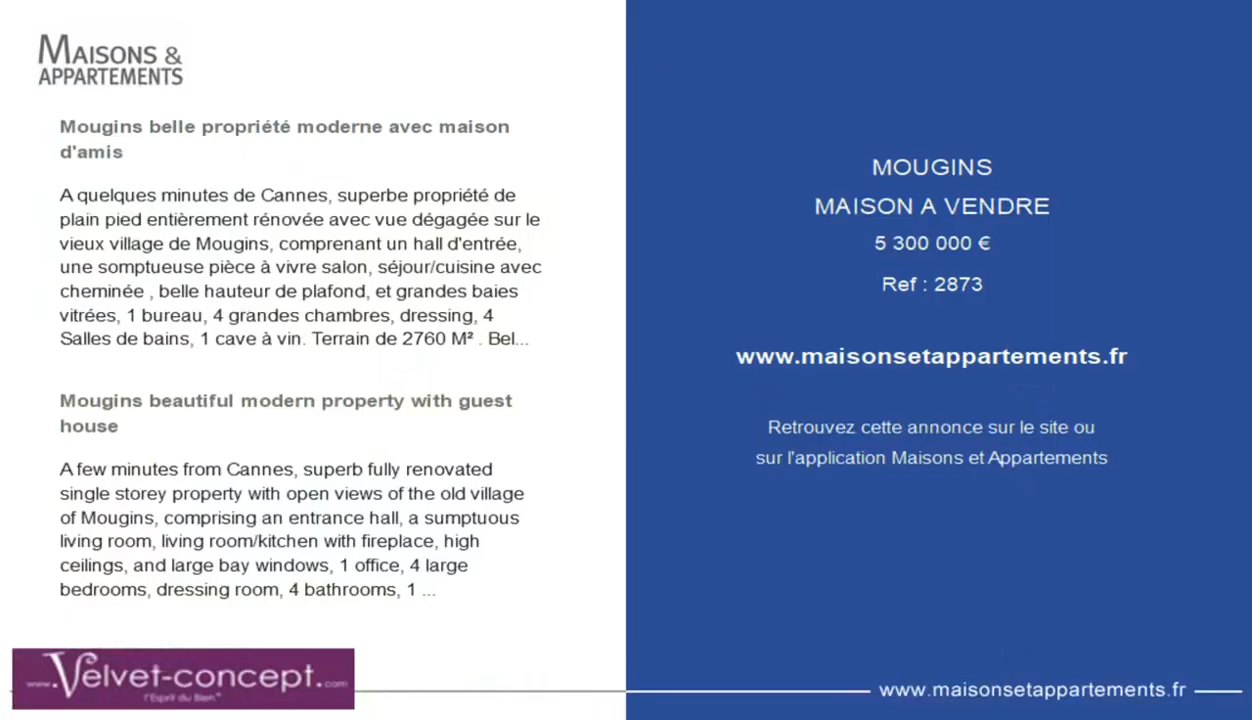 MAISONS &
APPARTEMENTS
Mougins belle propriété moderne avec maison
d'amis
A quelques minutes de Cannes, superbe propriété de
plain pied entièrement rénovée avec vue dégagée sur le
vieux village de Mougins, comprenant un hall d'entrée,
une somptueuse pièce à vivre salon, séjour/cuisine avec
cheminée , belle hauteur de plafond, et grandes baies
vitrées, 1 bureau, 4 grandes chambres, dressing, 4
Salles de bains, 1 cave à vin. Terrain de 2760 M² . Bel...
Mougins beautiful modern property with guest
house
A few minutes from Cannes, superb fully renovated
single storey property with open views of the old village
of Mougins, comprising an entrance hall, a sumptuous
living room, living room/kitchen with fireplace, high
ceilings, and large bay windows, 1 office, 4 large
bedrooms, dressing room, 4 bathrooms, 1 ...
www.Velvet-concept.com
"l'Esprit du Bien"
MOUGINS
MAISON A VENDRE
5 300 000 €
Ref : 2873
www.maisonsetappartements.fr
Retrouvez cette annonce sur le site ou
sur l'application Maisons et Appartements
www.maisonsetappartements.fr